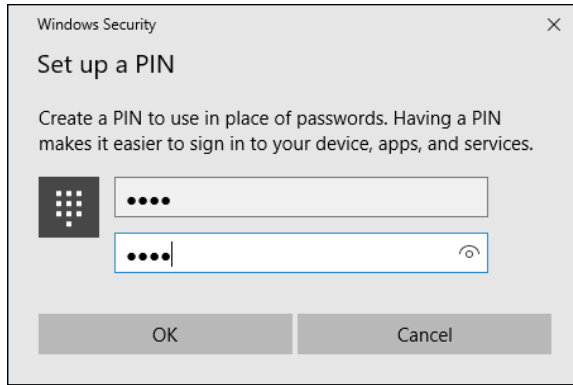 Windows Security
Set up a PIN
Create a PIN to use in place of passwords. Having a PIN
makes it easier to sign in to your device, apps, and services.
••••
••••
OK
Cancel